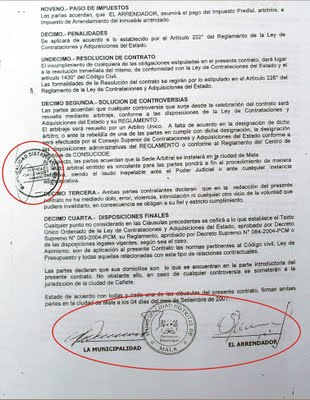 NOVENO.- PAGO DE IMPUESTOS
Las partes acuerdan, que EL ARRENDADOR, asumirá el pago del Impuesto Predial, arbitrios, e
Impuesto de Arrendamiento del inmueble arrendado.
DECIMO.- PENALIDADES
Se aplicará de acuerdo a lo establecido por el Artículo 222° del Reglamento de la Ley de
Contrataciones y Adquisiciones del Estado.
UNDECIMO.- RESOLUCION DE CONTRATO
El incumplimiento de cualquiera de las obligaciones estipuladas en el presente contrato, dará lugar
a la resolución inmediata del mismo, de conformidad con la Ley de Contrataciones y el
artículo 1430° del Código Civil.
Las formalidades de la Resolución del contrato se regirán por lo estipulado en el Artículo 226° del
Reglamento de la Ley de Contrataciones y Adquisiciones del Estado.
DECIMO SEGUNDA.- SOLUCION DE CONTROVERSIAS
Las partes acuerdan que cualquier controversia que surja desde la celebración del contrato será
resuelta mediante arbitraje, conforme a las disposiciones de la Ley de Contrataciones y
Adquisiciones del Estado y su REGLAMENTO.
El arbitraje será resuelto por un Arbitro Único. A falta de acuerdo en la designación de dicho
árbitro, o ante la rebeldía de una de las partes en cumplir con dicha designación, la designación
será efectuada por el Consejo Superior de Contrataciones y Adquisiciones del Estado conforme a
disposiciones administrativas del REGLAMENTO o conforme al Reglamento del Centro de
Arbitraje de CONSUCODE.
las partes acuerdan que la Sede Arbitral se instalará en la ciudad de Mala
laudo arbitral emitido es vinculante para las partes y pondrá fin al procedimiento de manera
siendo el laudo inapelable ante el Poder Judicial o ante cualquier Instancia
administrativa.
DECIMO TERCERA.- Ambas partes contratantes declaran que en la redacción del presente
contrato no ha mediado dolo, error, violencia, intimidación o cualquier otro vicio de la voluntad que
pudiera invalidarlo, en consecuencia se obligan a su fiel y estricto cumplimiento.
DECIMO CUARTA.- DISPOSICIONES FINALES
Cualquier punto no considerado en las Cláusulas precedentes se ceñirá a lo que establece el Texto
Único Ordenado de la Ley de Contrataciones y Adquisiciones del Estado, aprobado por Decreto
Supremo N° 083-2004-PCM, su Reglamento, aprobado por Decreto Supremo N° 084-2004-PCM o
de las disposiciones legales vigentes, según sea el caso.
Asimismo, son de aplicación al presente Contrato las normas pertinentes al Código civil, Ley de
Presupuesto y todas aquellas relacionadas con este tipo de relaciones contractuales.
Las partes declaran que sus domicilios son lo que se encuentran en la parte introductoria del
presente contrato. No obstante ello, en caso de cualquier controversia se someterán a la
jurisdicción de la ciudad de Cañete.
Estando de acuerdo con todas y cada una de las cláusulas del presente contrato, firman ambas
partes en la ciudad de Mala a los 04 días del mes de Setiembre del 2007.
MALA
LA MUNICIPALIDAD
EL ARRENDADOR